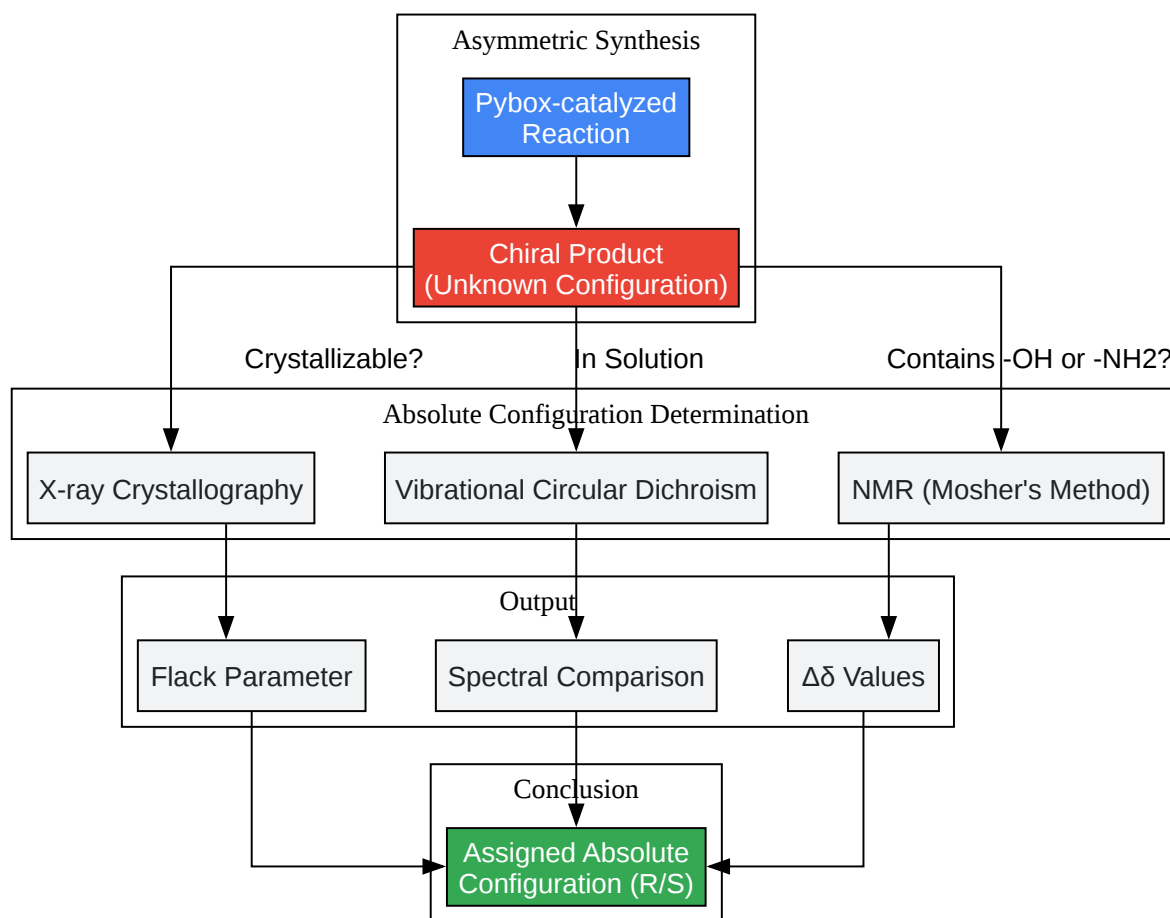 Asymmetric Synthesis
Pybox-catalyzed
Reaction
Chiral Product
(Unknown Configuration)
Crystallizable?
In Solution
Contains -OH or -NH2?
Absolute Configuration Determination
X-ray Crystallography
Vibrational Circular Dichroism
NMR (Mosher's Method)
Output
Flack Parameter
Spectral Comparison
Δδ Values
Conclusion
Assigned Absolute
Configuration (R/S)